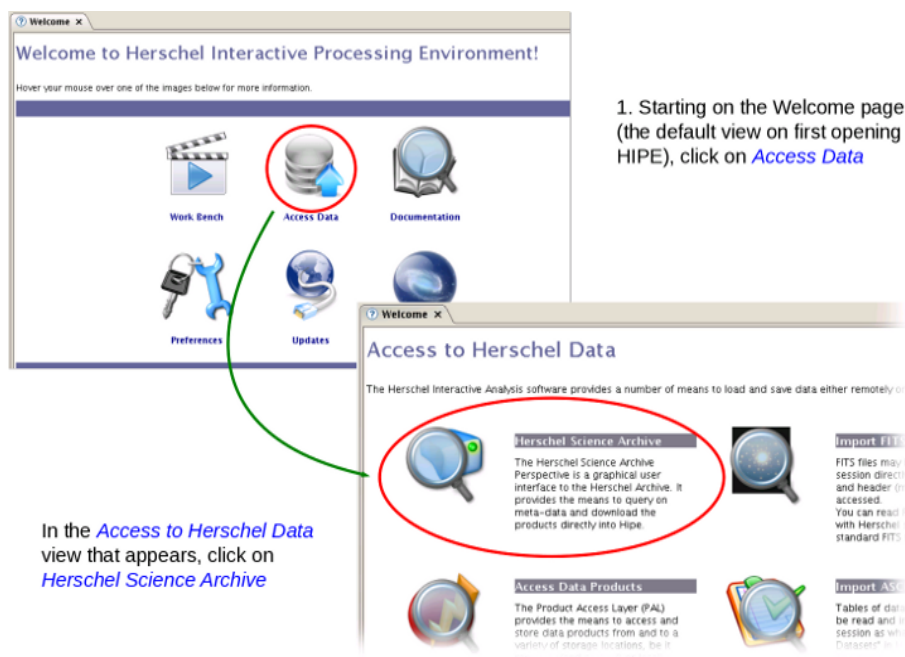 Welcome ×
Welcome to Herschel Interactive Processing Environment!
Hover your mouse over one of the images below for more information.
Work Bench
Access Data
Documentation
Preferences
Updates
1. Starting on the Welcome page
(the default view on first opening
HIPE), click on Access Data
Welcome ×
Access to Herschel Data
The Herschel Interactive Analysis software provides a number of means to load and save data either remotely
Herschel Science Archive
The Herschel Science Archive
Perspective is a graphical user
interface to the Herschel Archive. It
provides the means to query on
meta-data and download the
products directly into Hipe.
Import FITS
FITS files may
session
and header
accessed.
You can read
with Herschel
standard FITS
In the Access to Herschel Data
view that appears, click on
Herschel Science Archive
Access Data Products
The Product Access Layer (PAL)
provides the means to access and
store data products from and to a
variety of storage locations, be it
Import
Tables of data
be read and
session as
Datasets"